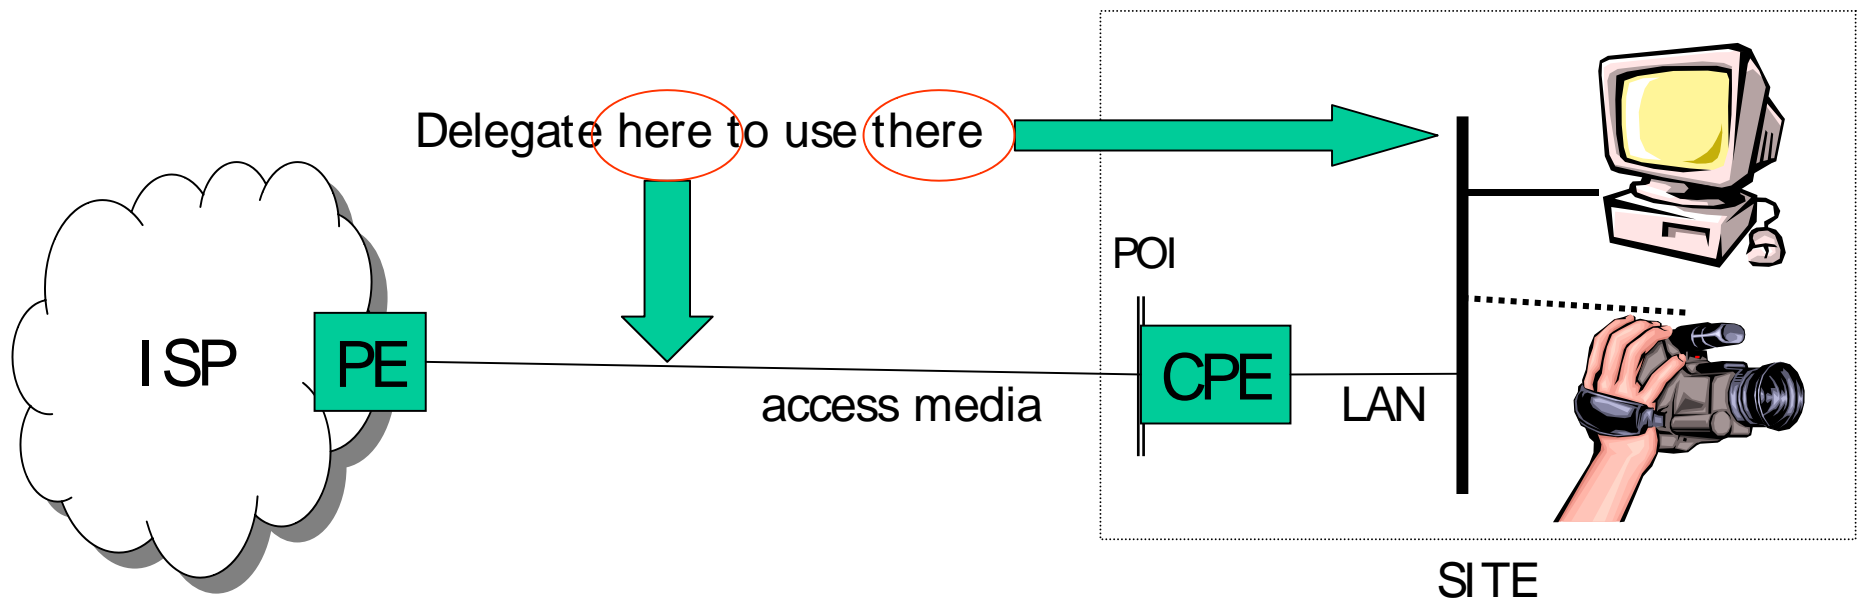 Delegate here to use there
POI
ISP
PE
CPE
access media
LAN
SITE